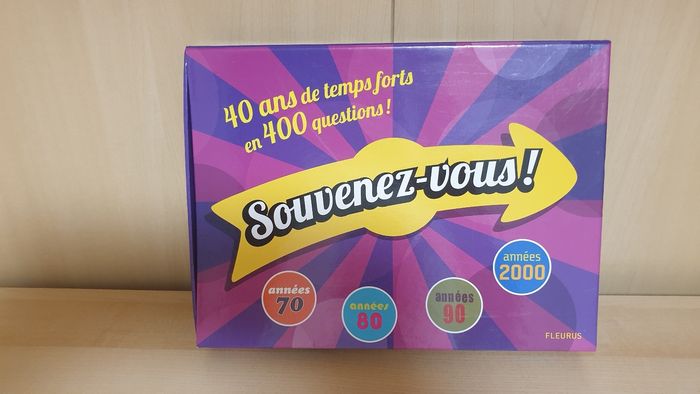 40 ans de temps forts
en 400 questions !
Souvenez-vous !
années
70
années
80
années
90
années
2000
FLEURUS